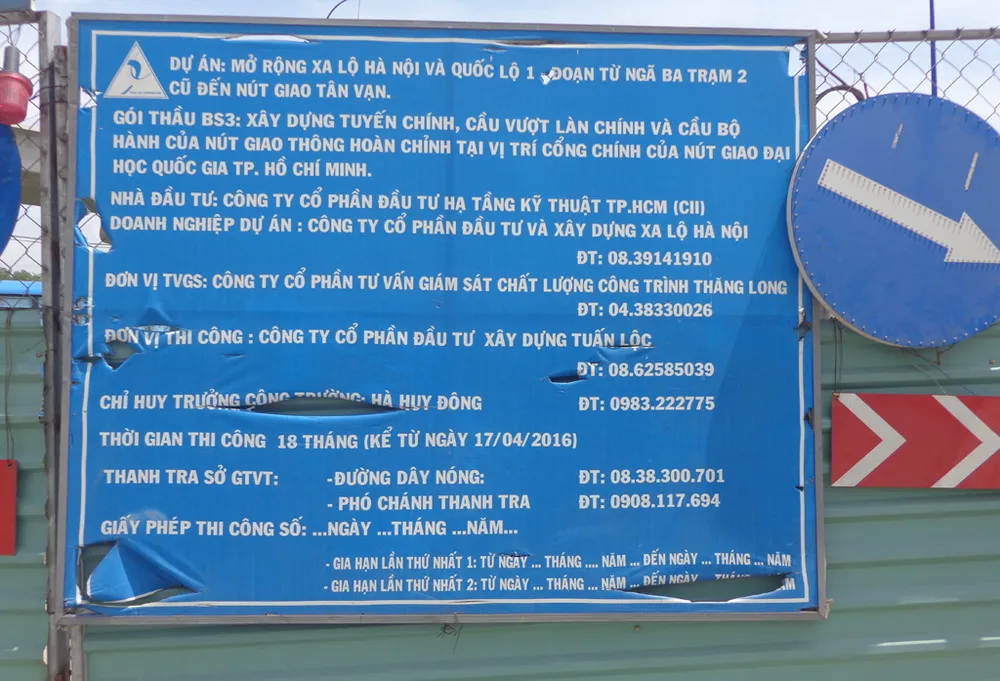 DỰ ÁN: MỞ RỘNG XA LỘ HÀ NỘI VÀ QUỐC LỘ 1 - ĐOẠN TỪ NGÃ BA TRẠM 2
CŨ ĐẾN NÚT GIAO TÂN VẠN.
GÓI THẦU BS3: XÂY DỰNG TUYẾN CHÍNH, CẦU VƯỢT LÀN CHÍNH VÀ CẦU BỘ
HÀNH CỦA NÚT GIAO THÔNG HOÀN CHỈNH TẠI VỊ TRÍ CỔNG CHÍNH CỦA NÚT GIAO ĐẠI
HỌC QUỐC GIA TP. HỒ CHÍ MINH.
NHÀ ĐẦU TƯ: CÔNG TY CỔ PHẦN ĐẦU TƯ HẠ TẦNG KỸ THUẬT TP.HCM (CII)
DOANH NGHIỆP DỰ ÁN : CÔNG TY CỔ PHẦN ĐẦU TƯ VÀ XÂY DỰNG XA LỘ HÀ NỘI
ĐT: 08.39141910
ĐƠN VỊ TVGS: CÔNG TY CỔ PHẦN TƯ VẤN GIÁM SÁT CHẤT LƯỢNG CÔNG TRÌNH THĂNG LONG
ĐT: 04.38330026
ĐƠN VỊ THI CÔNG : CÔNG TY CỔ PHẦN ĐẦU TƯ XÂY DỰNG TUẤN LỘC
ĐT: 08.62585039
CHỈ HUY TRƯỞNG CÔNG TRƯỜNG: HÀ HUY ĐÔNG ĐT: 0983.222775
THỜI GIAN THI CÔNG 18 THÁNG (KỂ TỪ NGÀY 17/04/2016)
THANH TRA SỞ GTVT: -ĐƯỜNG DÂY NÓNG: ĐT: 08.38.300.701
- PHÓ CHÁNH THANH TRA ĐT: 0908.117.694
GIẤY PHÉP THI CÔNG SỐ: ...NGÀY ...THÁNG ...NĂM...
- GIA HẠN LẦN THỨ NHẤT 1: TỪ NGÀY ... THÁNG .... NĂM ... ĐẾN NGÀY ... THÁNG ... NĂM
- GIA HẠN LẦN THỨ NHẤT 2: TỪ NGÀY ... THÁNG ... NĂM ... ĐẾN NGÀY ... THÁNG ... NĂM